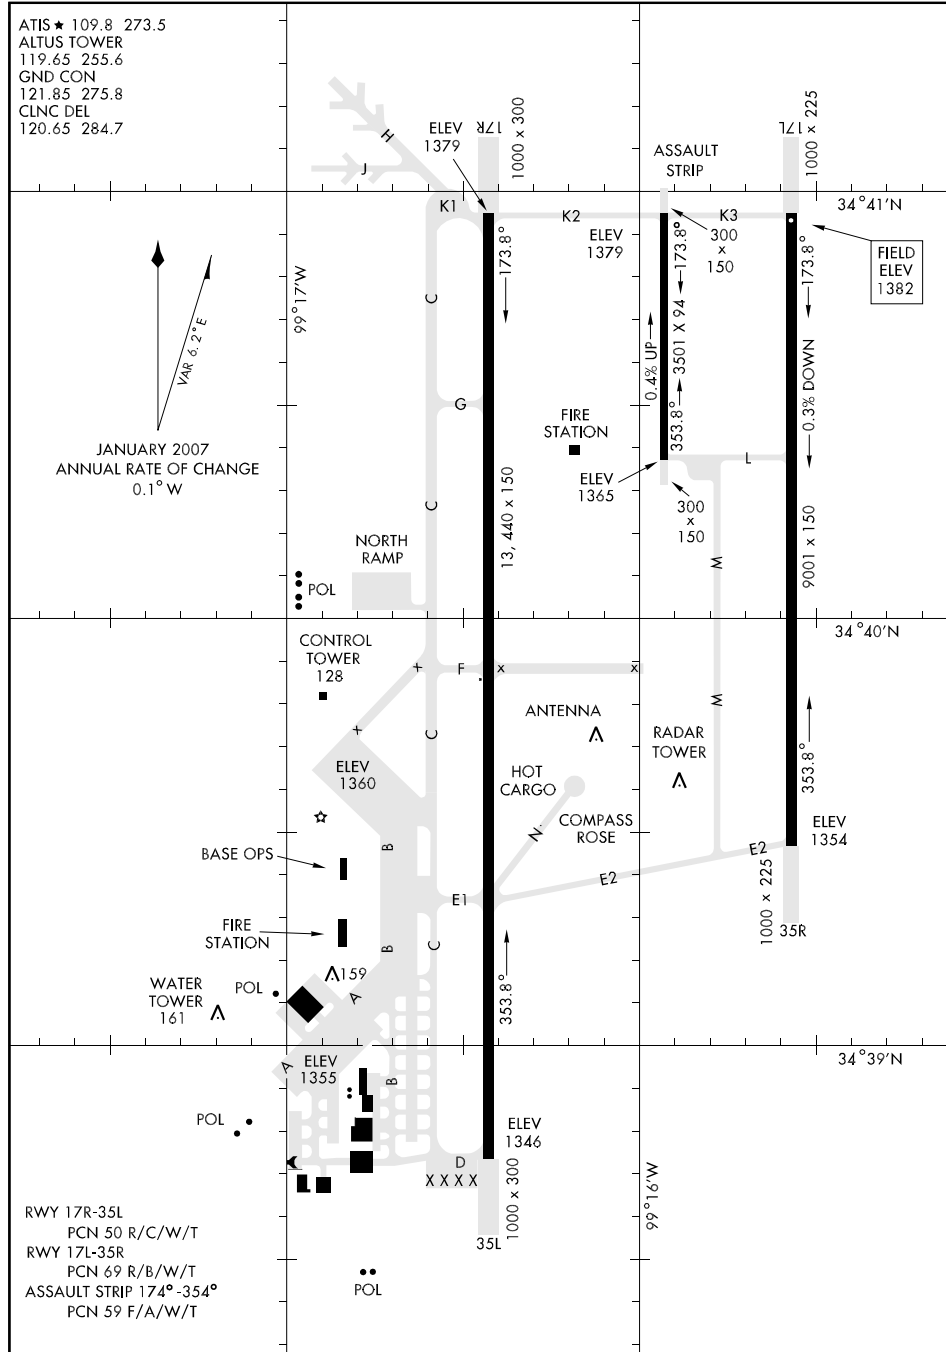 ATIS ★ 109.8 273.5
ALTUS TOWER
119.65 255.6
GND CON
121.85 275.8
CLNC DEL
120.65 284.7
H
J
ELEV
1379
17R
1000 x 300
ASSAULT
STRIP
17L
1000 x 225
34°41'N
K1
K2
K3
ELEV
1379
300
x
150
FIELD
ELEV
1382
173.8°
173.8°
173.8°
99°17'W
VAR 6.2°E
JANUARY 2007
ANNUAL RATE OF CHANGE
0.1° W
C
G
C
0.4% UP
3501 X 94
353.8°
0.3% DOWN
FIRE
STATION
ELEV
1365
L
300
x
150
13, 440 x 150
9001 x 150
NORTH
RAMP
POL
W
34°40'N
CONTROL
TOWER
128
x
F
x
x
x
W
ANTENNA
RADAR
TOWER
353.8°
C
ELEV
1360
HOT
CARGO
N.
COMPASS
ROSE
ELEV
1354
BASE OPS
B
E2
E2
E1
1000 x 225
35R
FIRE
STATION
B
C
353.8°
159
A
WATER
TOWER
161
POL
34°39'N
A
ELEV
1355
B
POL
ELEV
1346
D
X X X X
1000 x 300
35L
99°16'W
RWY 17R-35L
PCN 50 R/C/W/T
RWY 17L-35R
PCN 69 R/B/W/T
ASSAULT STRIP 174°-354°
PCN 59 F/A/W/T
POL